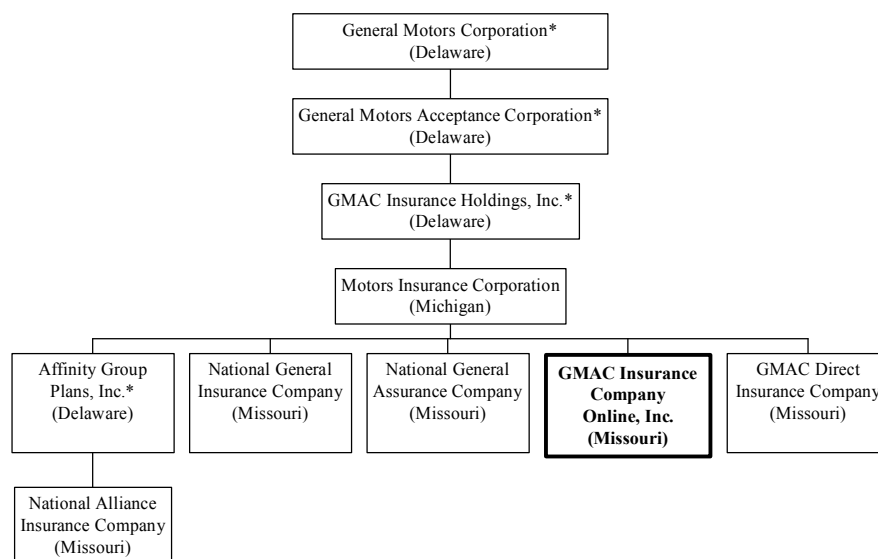 General Motors Corporation*
(Delaware)
General Motors Acceptance Corporation*
(Delaware)
GMAC Insurance Holdings, Inc.*
(Delaware)
Motors Insurance Corporation
(Michigan)
Affinity Group
Plans, Inc.*
(Delaware)
National General
Insurance Company
(Missouri)
National General
Assurance Company
(Missouri)
GMAC Insurance
Company
Online, Inc.
(Missouri)
GMAC Direct
Insurance Company
(Missouri)
National Alliance
Insurance Company
(Missouri)